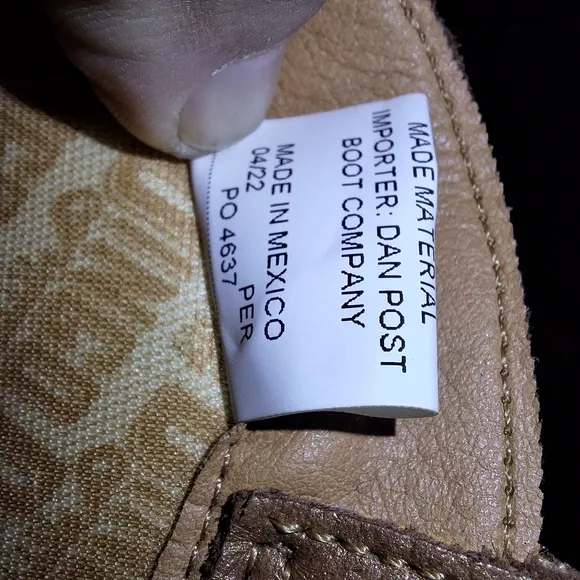 MADE MATERIAL
IMPORTER: DAN POST
BOOT COMPANY
MADE IN MEXICO
04/22
PO 4637 PER